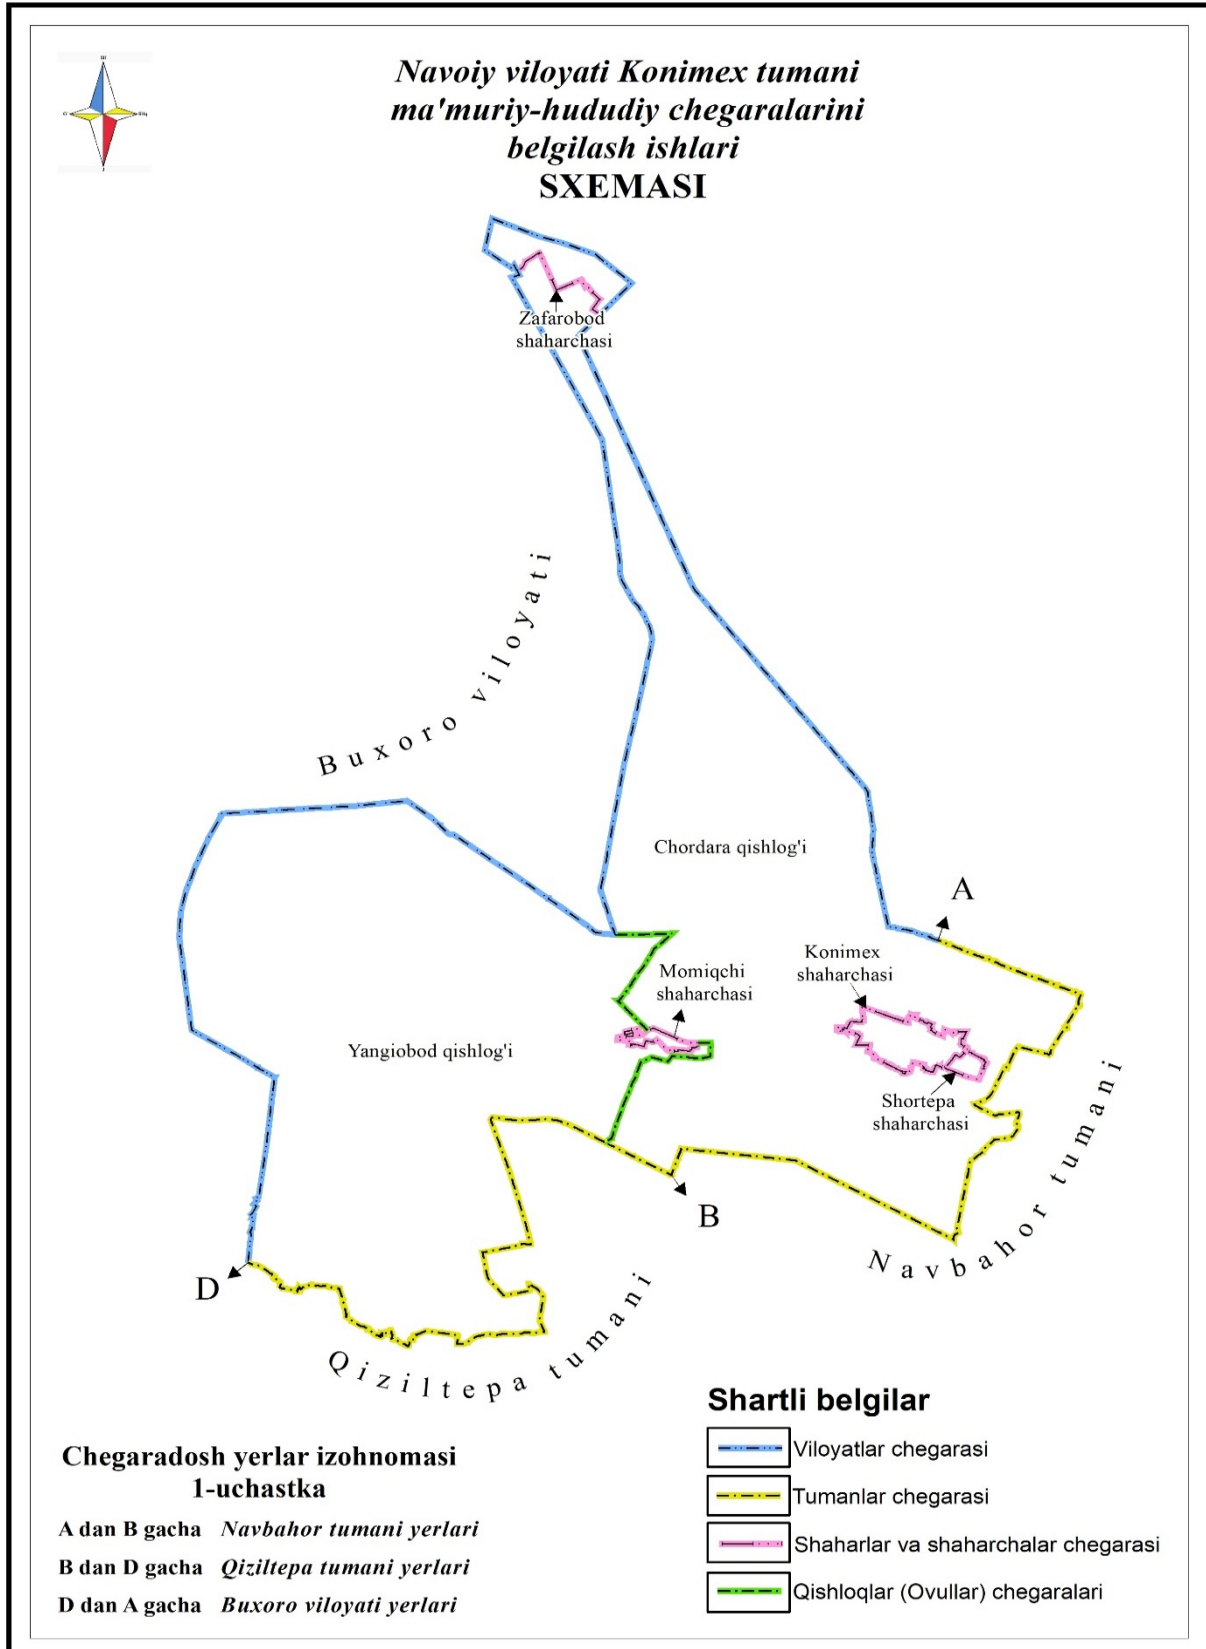 Navoiy viloyati Konimex tumani
ma'muriy-hududiy chegaralarini
belgilash ishlari
SXEMASI
Zafarobod
shaharchasi
Buxoro viloyati
Chordara qishlog'i
A
Konimex
shaharchasi
Momiqchi
shaharchasi
Yangiobod qishlog'i
Shortepa
shaharchasi
B
Navbahor tumani
D
Qiziltepa tumani
Shartli belgilar
Viloyatlar chegarasi
Tumanlar chegarasi
Shaharlar va shaharchalar chegarasi
Qishloqlar (Ovullar) chegaralari
Chegaradosh yerlar izohnomasi
1-uchastka
A dan B gacha Navbahor tumani yerlari
B dan D gacha Qiziltepa tumani yerlari
D dan A gacha Buxoro viloyati yerlari